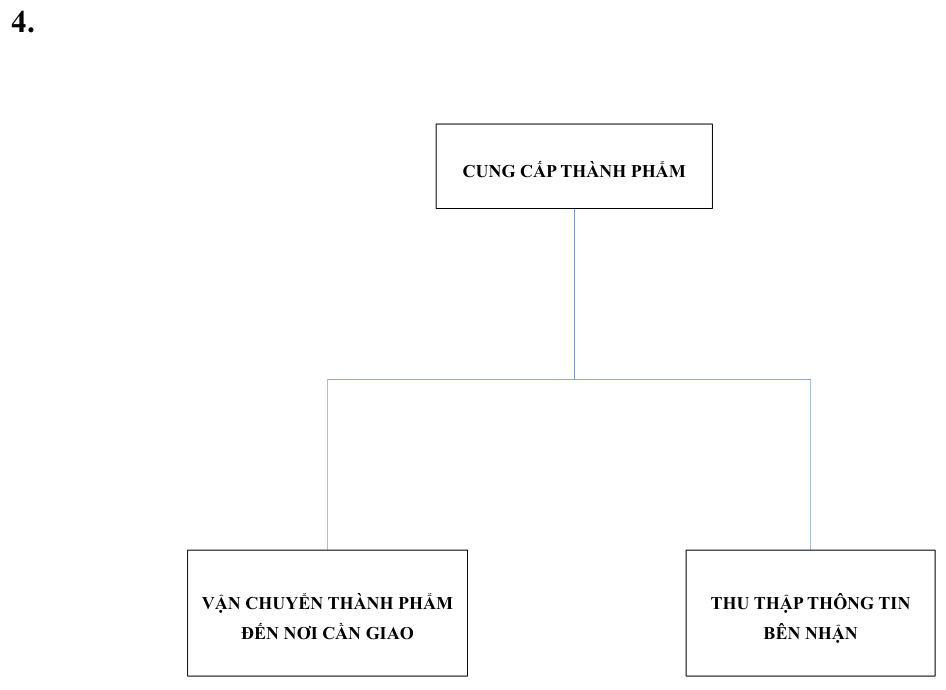 4.
CUNG CẤP THÀNH PHẨM
VẬN CHUYỂN THÀNH PHẨM
ĐẾN NƠI CẦN GIAO
THU THẬP THÔNG TIN
BÊN NHẬN